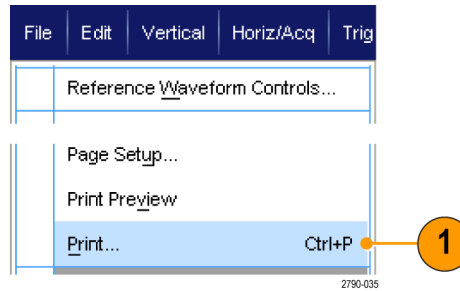 File Edit Vertical Horiz/Acq Trig
Reference Waveform Controls...
Page Setup...
Print Preview
Print... Ctrl+P
1
2790-035